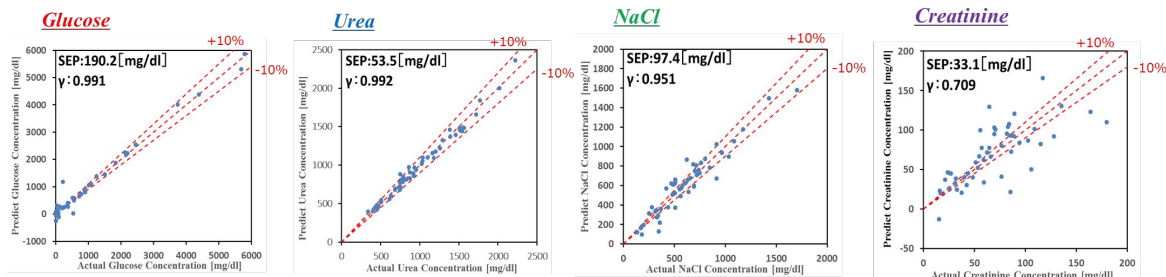 Glucose
SEP:190.2[mg/dl]
γ:0.991
+10%
-10%
Predict Glucose Concentration [mg/dl]
6000
5000
4000
3000
2000
1000
0
-1000
0 1000 2000 3000 4000 5000 6000
Actual Glucose Concentration [mg/dl]
Urea
SEP:53.5[mg/dl]
γ:0.992
+10%
-10%
Predict Urea Concentration [mg/dl]
2500
2000
1500
1000
500
0
0 500 1000 1500 2000 2500
Actual Urea Concentration [mg/dl]
NaCl
SEP:97.4[mg/dl]
γ:0.951
+10%
-10%
Predict NaCl Concentration [mg/dl]
2000
1800
1600
1400
1200
1000
800
600
400
200
0
0 500 1000 1500 2000
Actual NaCl Concentration [mg/dl]
Creatinine
SEP:33.1[mg/dl]
γ:0.709
+10%
-10%
Predict Creatinine Concentration [mg/dl]
200
150
100
50
0
-50
0 50 100 150 200
Actual Creatinine Concentration [mg/dl]